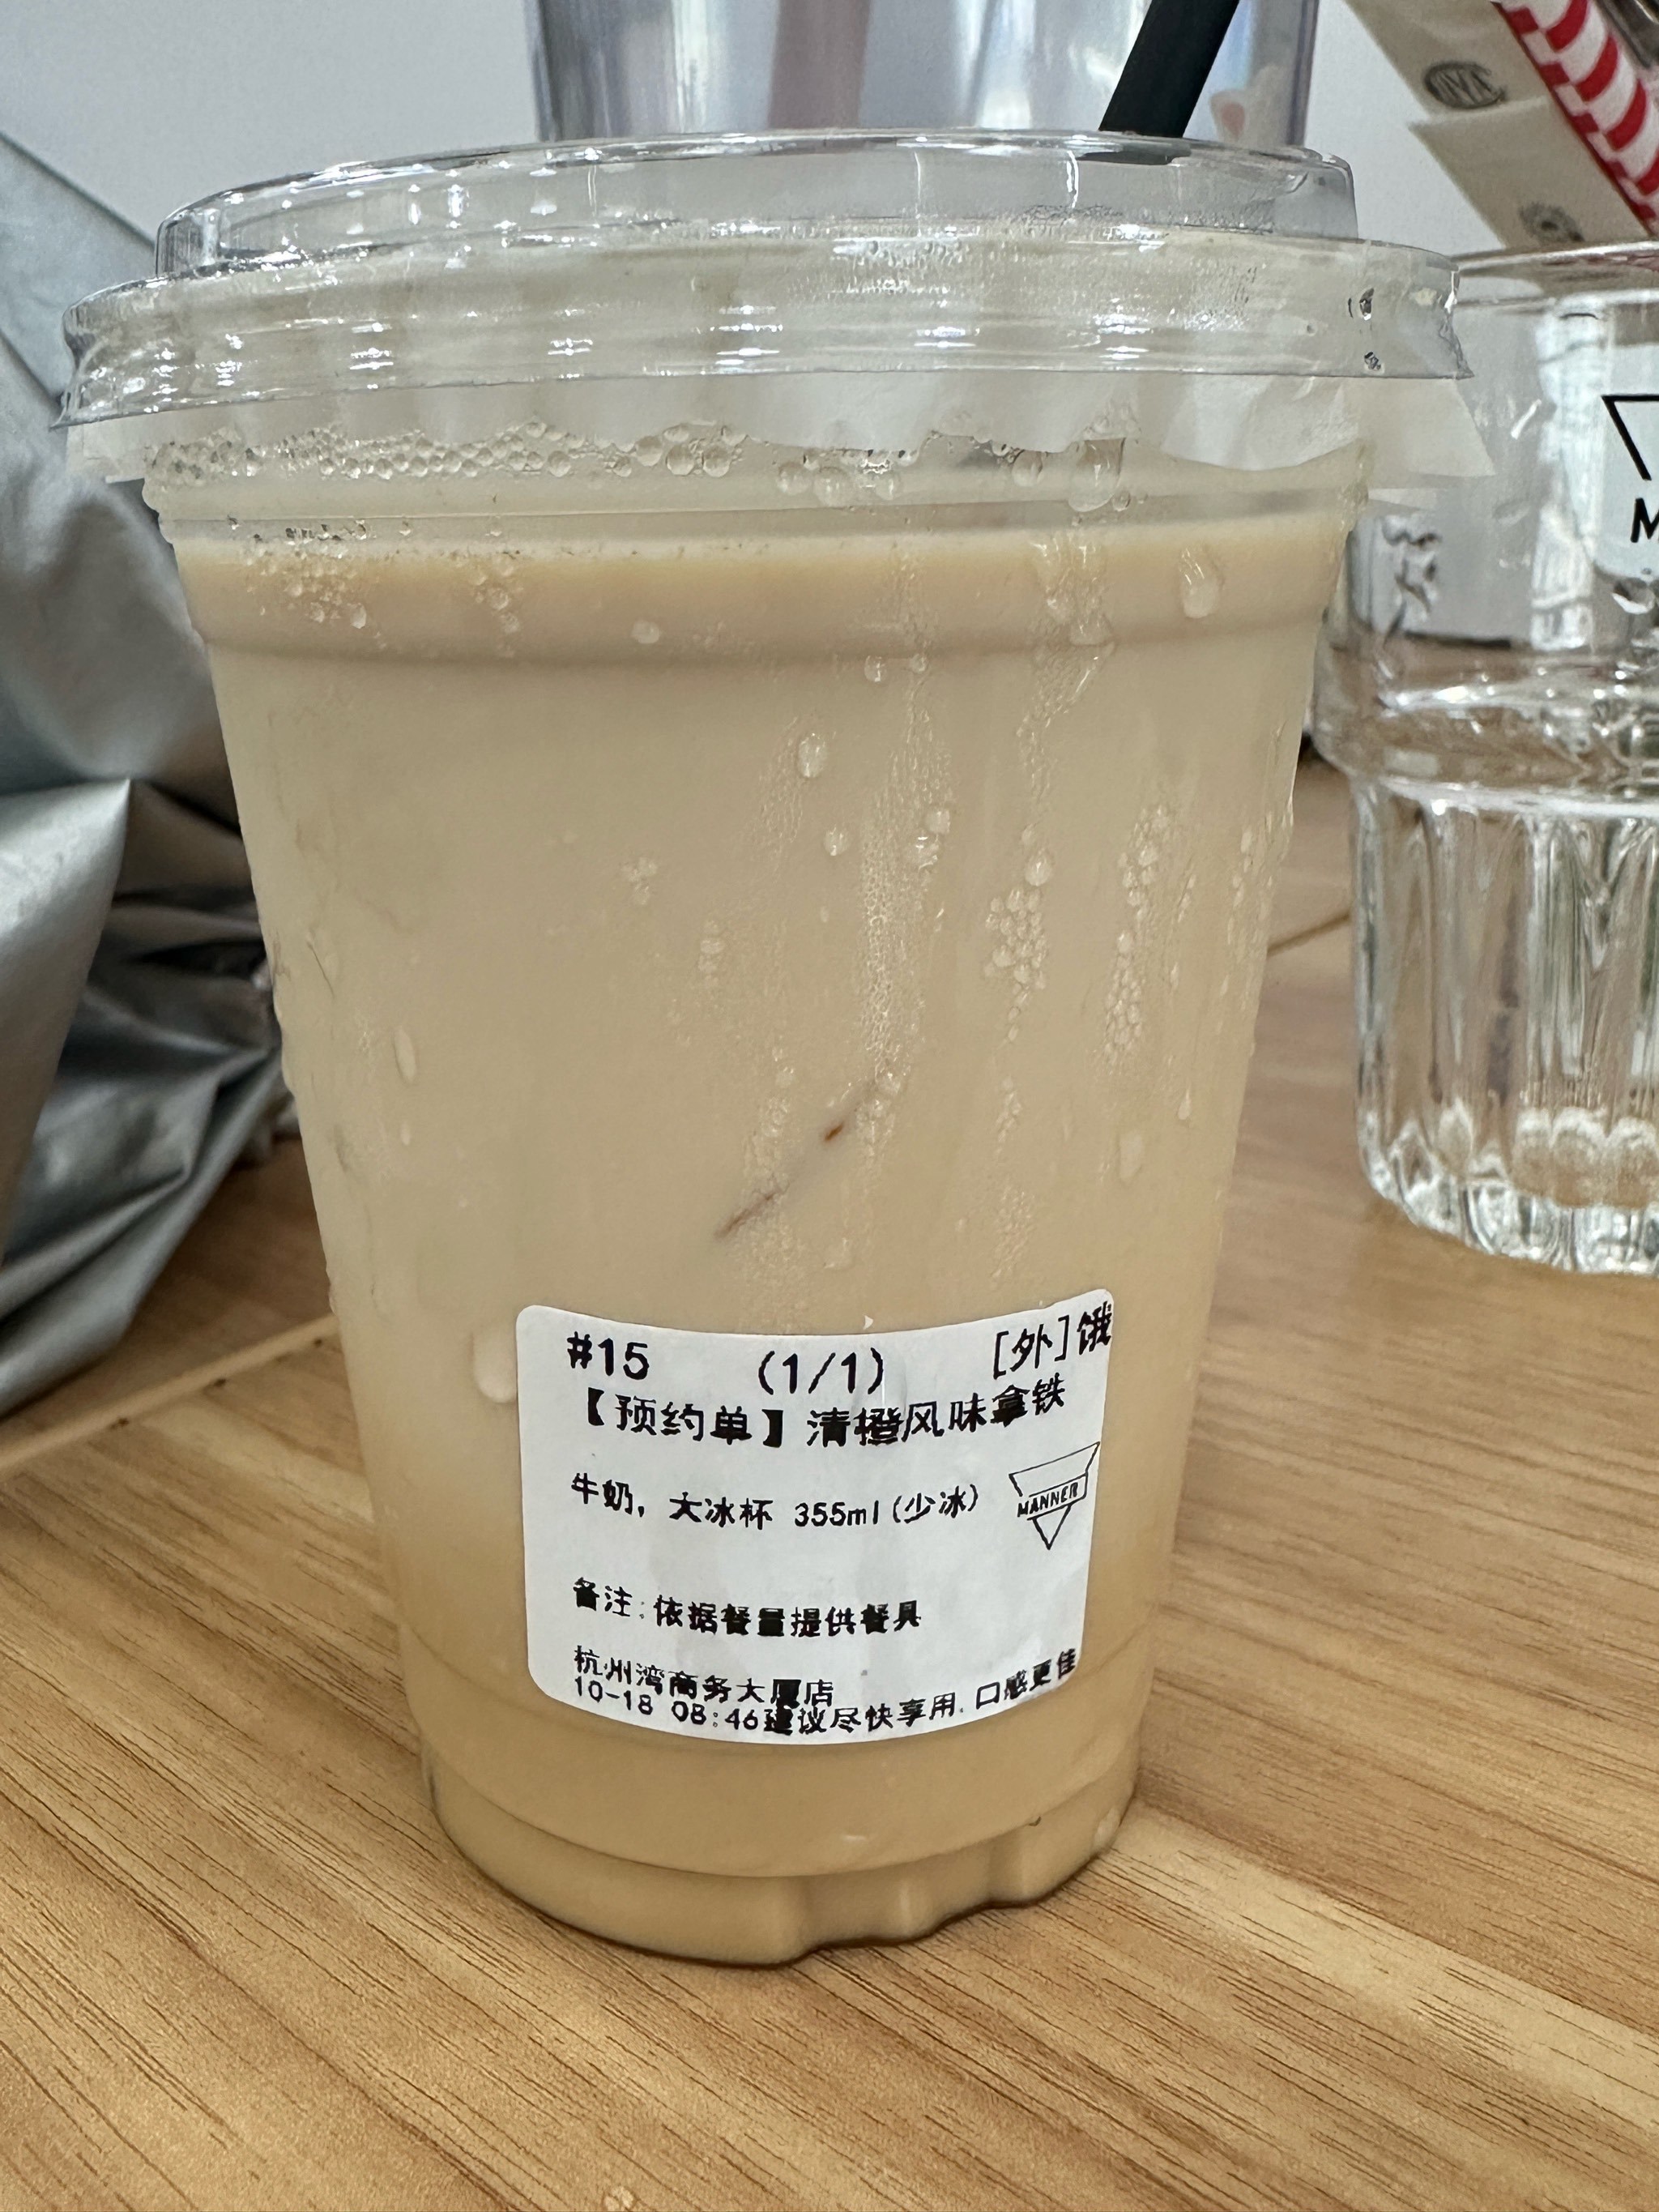 #15 (1/1) [外]饿
【预约单】清橙风味拿铁
牛奶, 大冰杯 355ml(少冰)
MANNER
备注:依据餐量提供餐具
杭州湾商务大厦店
10-18 08:46建议尽快享用,口感更佳
M